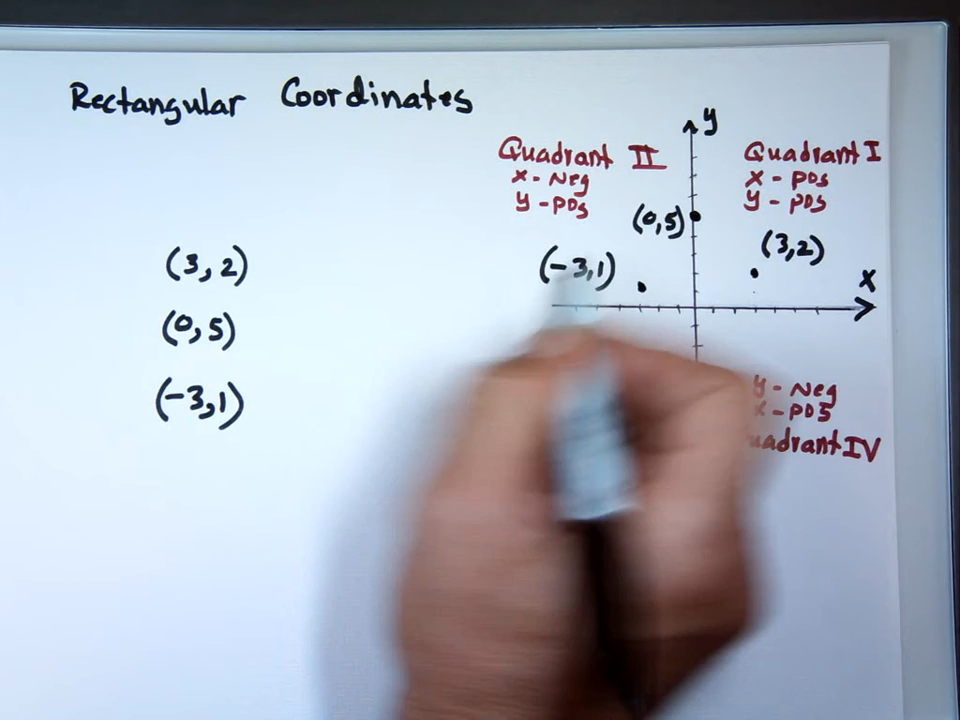 Rectangular Coordinates
(3, 2)
(0, 5)
(-3, 1)
y
Quadrant II
x - Neg
y - pos
Quadrant I
x - pos
y - pos
(0,5)
(3,2)
(-3,1)
x
y - Neg
x - pos
uadrant IV